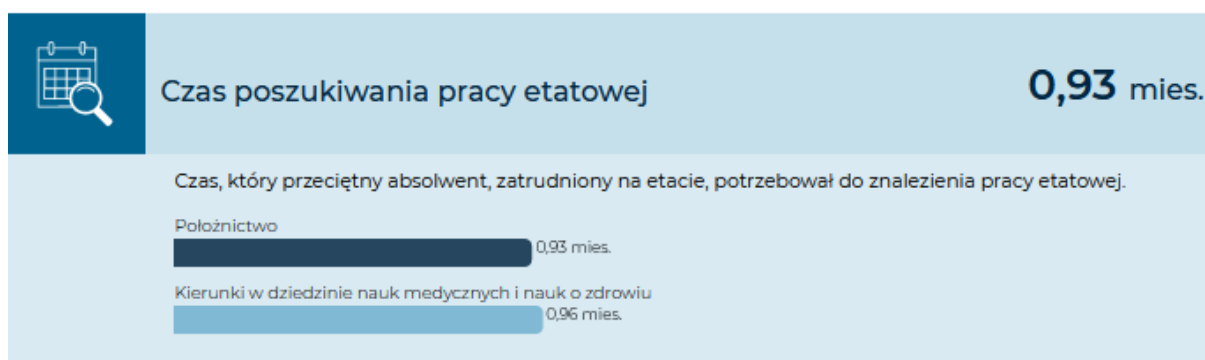 Czas poszukiwania pracy etatowej
0,93 mies.
Czas, który przeciętny absolwent, zatrudniony na etacie, potrzebował do znalezienia pracy etatowej.
Położnictwo
0,93 mies.
Kierunki w dziedzinie nauk medycznych i nauk o zdrowiu
0,96 mies.